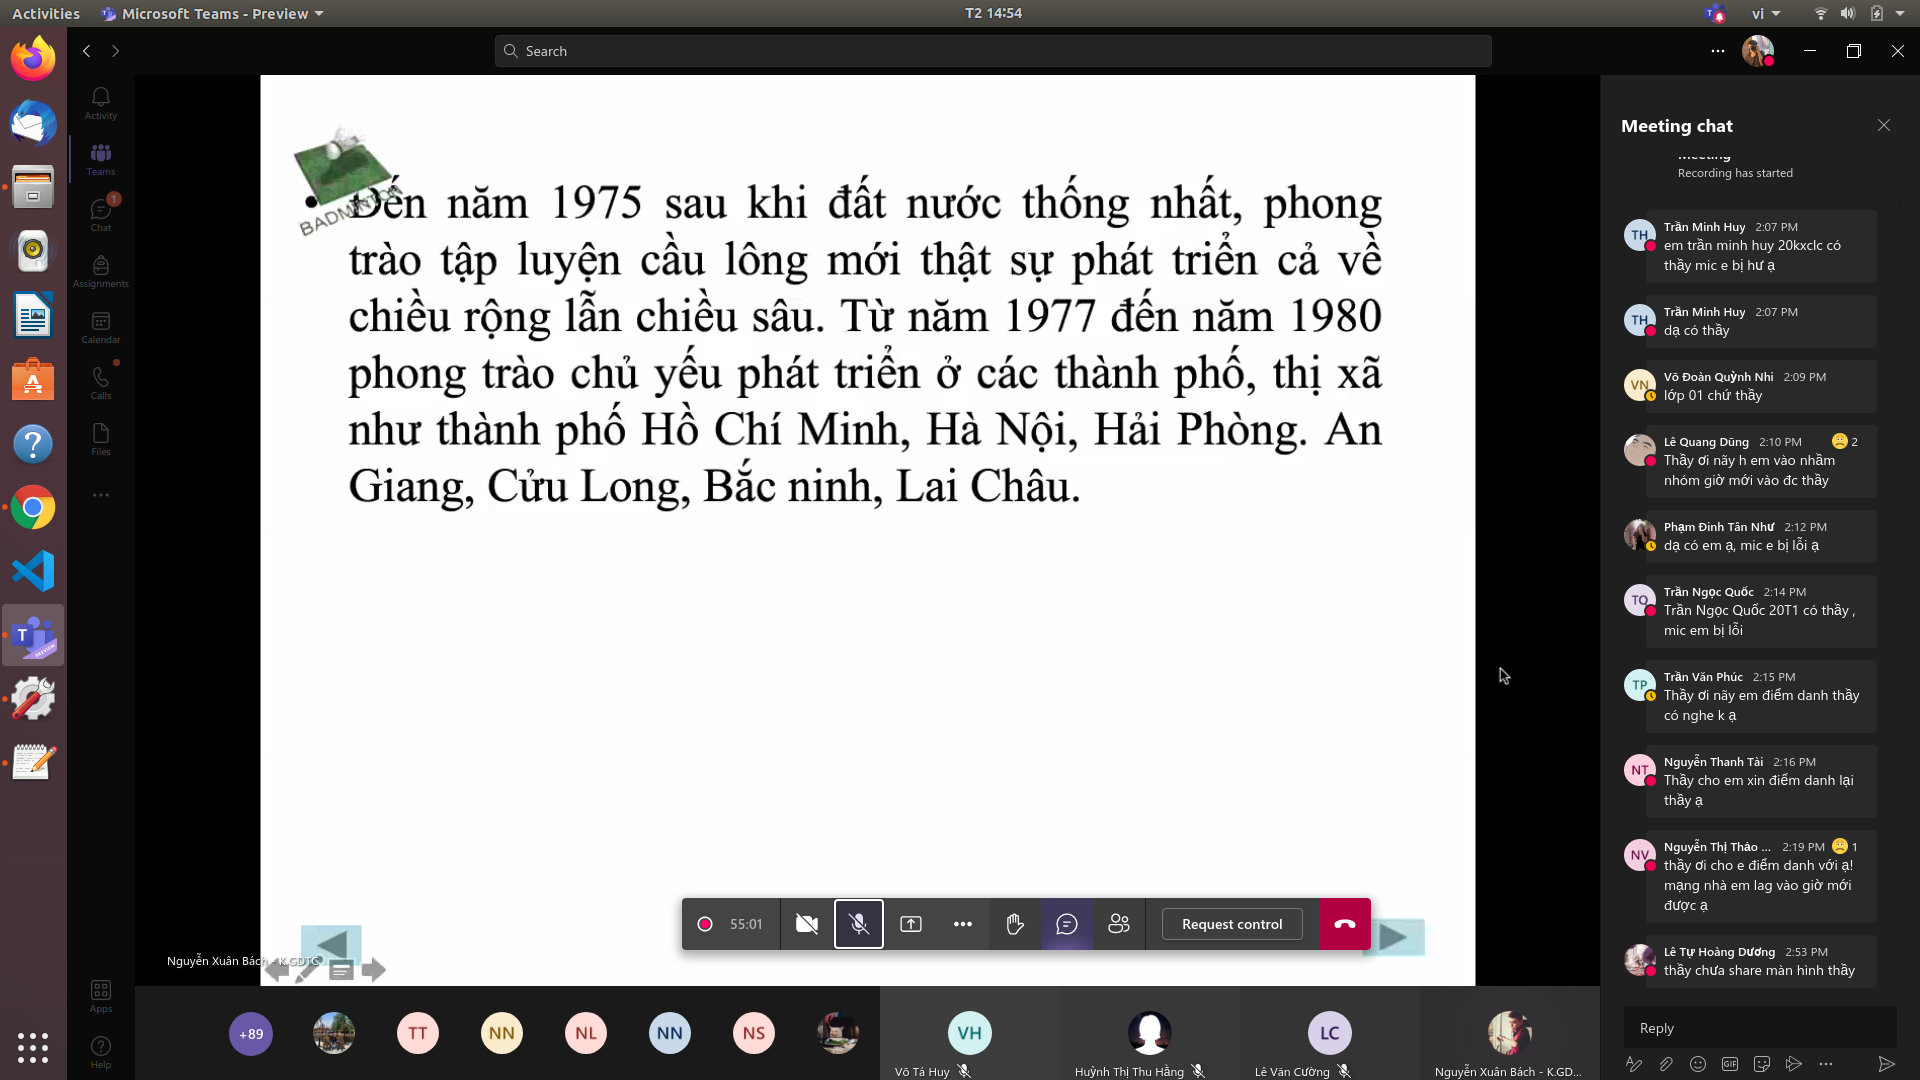 Activities
Microsoft Teams - Preview
T2 14:54
vi
Search
Activity
Teams
1
Chat
Assignments
Calendar
Calls
Files
Apps
Help
BADMINTON
• Đến năm 1975 sau khi đất nước thống nhất, phong
trào tập luyện cầu lông mới thật sự phát triển cả về
chiều rộng lẫn chiều sâu. Từ năm 1977 đến năm 1980
phong trào chủ yếu phát triển ở các thành phố, thị xã
như thành phố Hồ Chí Minh, Hà Nội, Hải Phòng. An
Giang, Cửu Long, Bắc ninh, Lai Châu.
55:01
Request control
Nguyễn Xuân Bách - K.GDTC
+89
TT
NN
NL
NN
NS
VH
Võ Tá Huy
Huỳnh Thị Thu Hằng
LC
Lê Văn Cường
Nguyễn Xuân Bách - K.GD...
Meeting chat
Meeting
Recording has started
TH
Trần Minh Huy 2:07 PM
em trần minh huy 20kxclc có
thầy mic e bị hư ạ
TH
Trần Minh Huy 2:07 PM
dạ có thầy
VN
Võ Đoàn Quỳnh Nhi 2:09 PM
lớp 01 chứ thầy
Lê Quang Dũng 2:10 PM 2
Thầy ơi nãy h em vào nhầm
nhóm giờ mới vào đc thầy
Phạm Đinh Tân Như 2:12 PM
dạ có em ạ, mic e bị lỗi ạ
TQ
Trần Ngọc Quốc 2:14 PM
Trần Ngọc Quốc 20T1 có thầy ,
mic em bị lỗi
TP
Trần Văn Phúc 2:15 PM
Thầy ơi nãy em điểm danh thầy
có nghe k ạ
NT
Nguyễn Thanh Tài 2:16 PM
Thầy cho em xin điểm danh lại
thầy ạ
NV
Nguyễn Thị Thảo ... 2:19 PM 1
thầy ơi cho e điểm danh với ạ!
mạng nhà em lag vào giờ mới
được ạ
Lê Tự Hoàng Dương 2:53 PM
thầy chưa share màn hình thầy
Reply
GIF